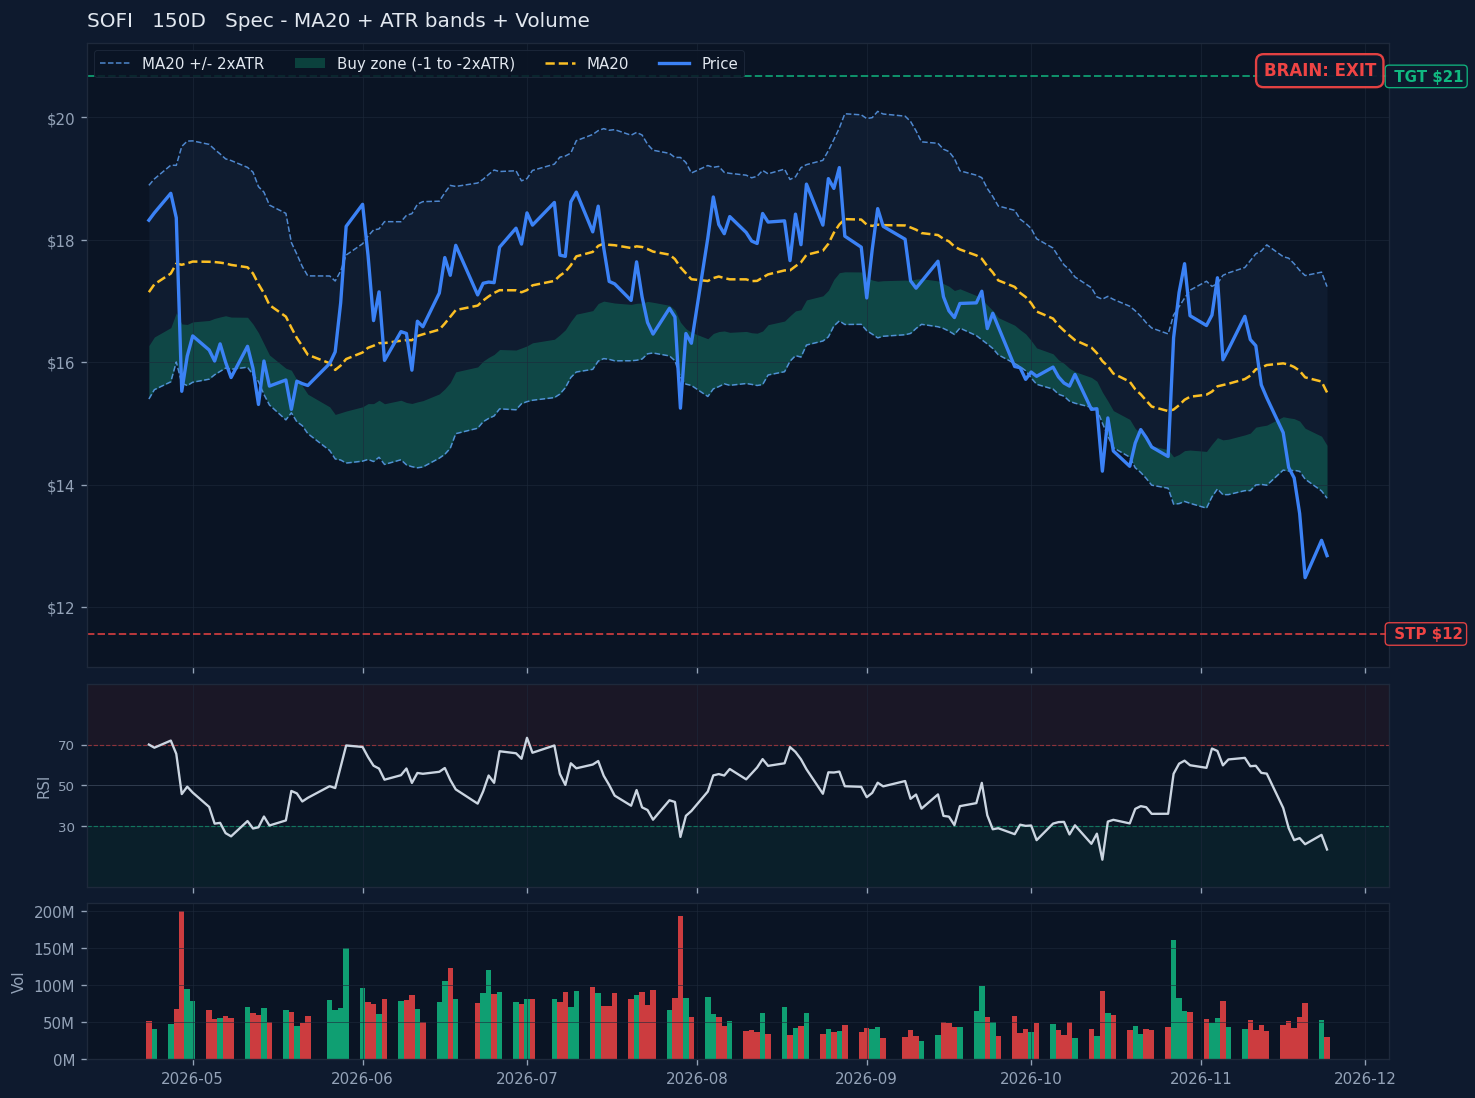 SOFI   150D   Spec - MA20 + ATR bands + Volume
MA20 +/- 2xATR
Buy zone (-1 to -2xATR)
MA20
Price
BRAIN: EXIT
TGT $21
$20
$18
$16
$14
$12
STP $12
RSI
70
50
30
Vol
200M
150M
100M
50M
0M
2026-05
2026-06
2026-07
2026-08
2026-09
2026-10
2026-11
2026-12